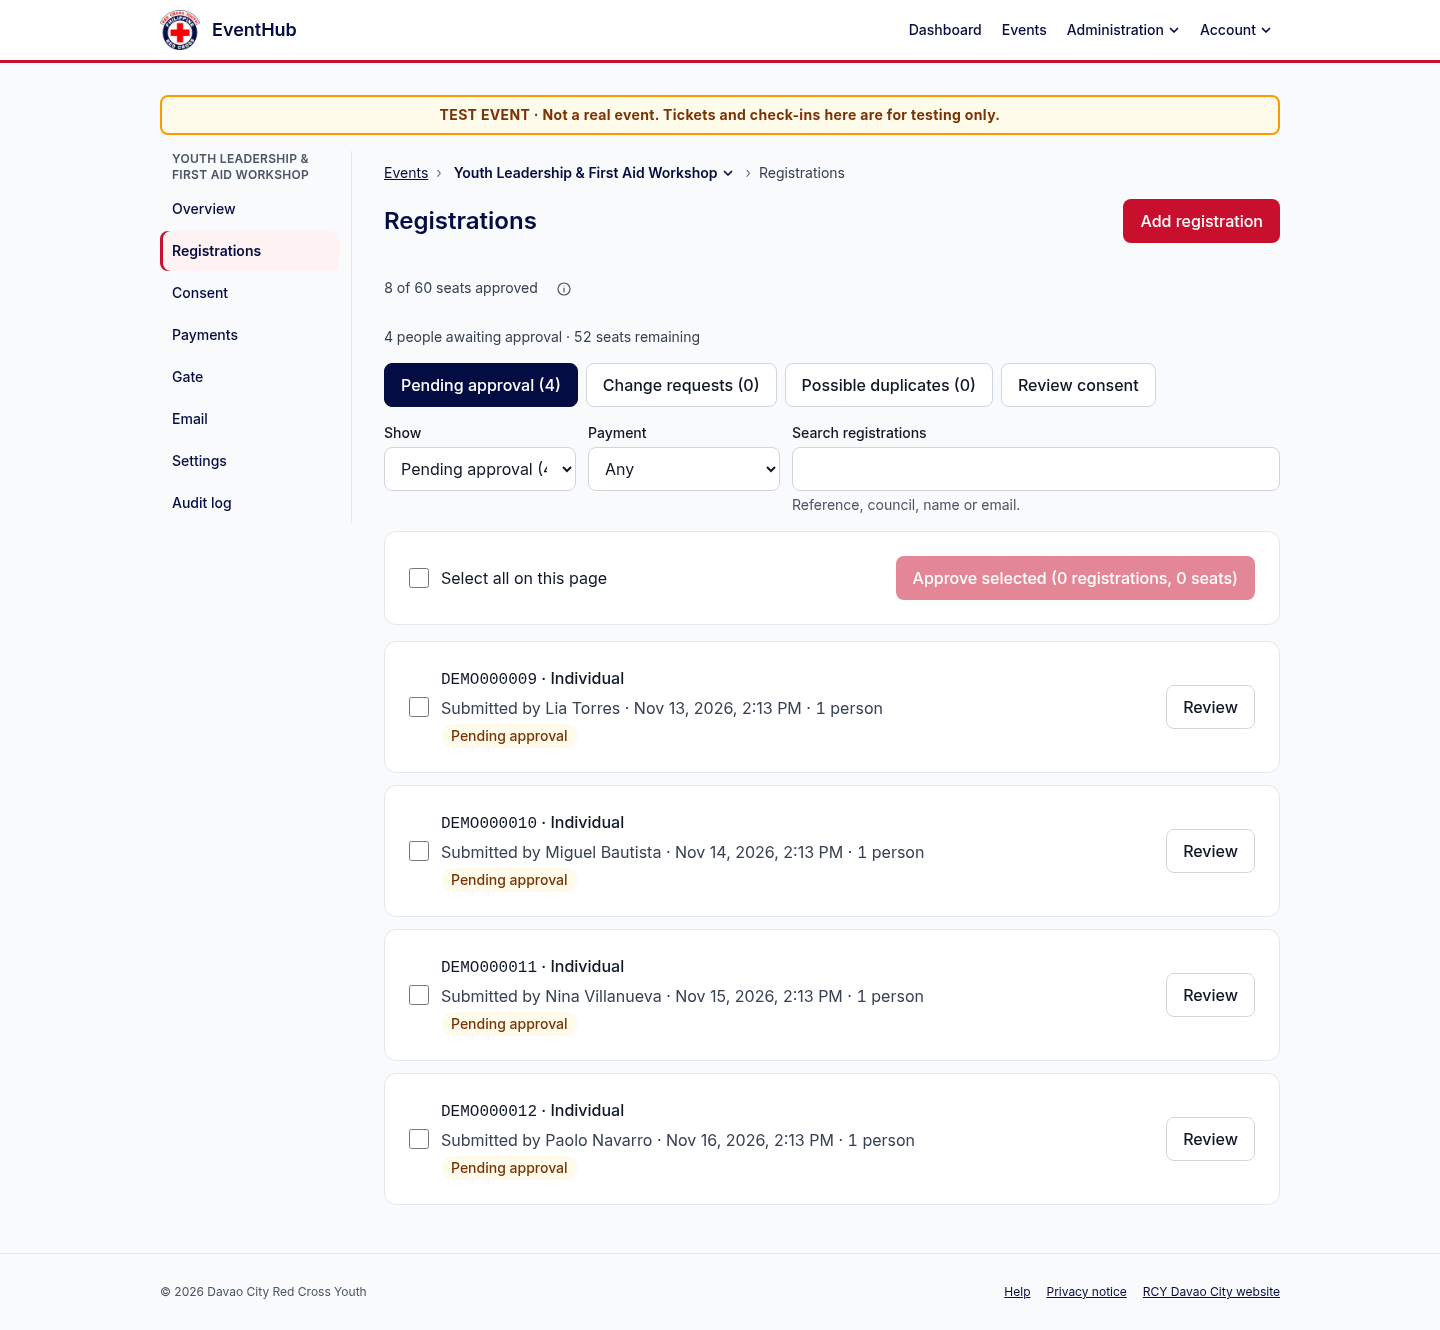 EventHub
Dashboard
Events
Administration
Account
TEST EVENT · Not a real event. Tickets and check-ins here are for testing only.
YOUTH LEADERSHIP &
FIRST AID WORKSHOP
Overview
Registrations
Consent
Payments
Gate
Email
Settings
Audit log
Events › Youth Leadership & First Aid Workshop › Registrations
Registrations
Add registration
8 of 60 seats approved
4 people awaiting approval · 52 seats remaining
Pending approval (4)
Change requests (0)
Possible duplicates (0)
Review consent
Show
Payment
Search registrations
Pending approval (4
Any
Reference, council, name or email.
Select all on this page
Approve selected (0 registrations, 0 seats)
DEMO000009 · Individual
Submitted by Lia Torres · Nov 13, 2026, 2:13 PM · 1 person
Pending approval
Review
DEMO000010 · Individual
Submitted by Miguel Bautista · Nov 14, 2026, 2:13 PM · 1 person
Pending approval
Review
DEMO000011 · Individual
Submitted by Nina Villanueva · Nov 15, 2026, 2:13 PM · 1 person
Pending approval
Review
DEMO000012 · Individual
Submitted by Paolo Navarro · Nov 16, 2026, 2:13 PM · 1 person
Pending approval
Review
© 2026 Davao City Red Cross Youth
Help
Privacy notice
RCY Davao City website